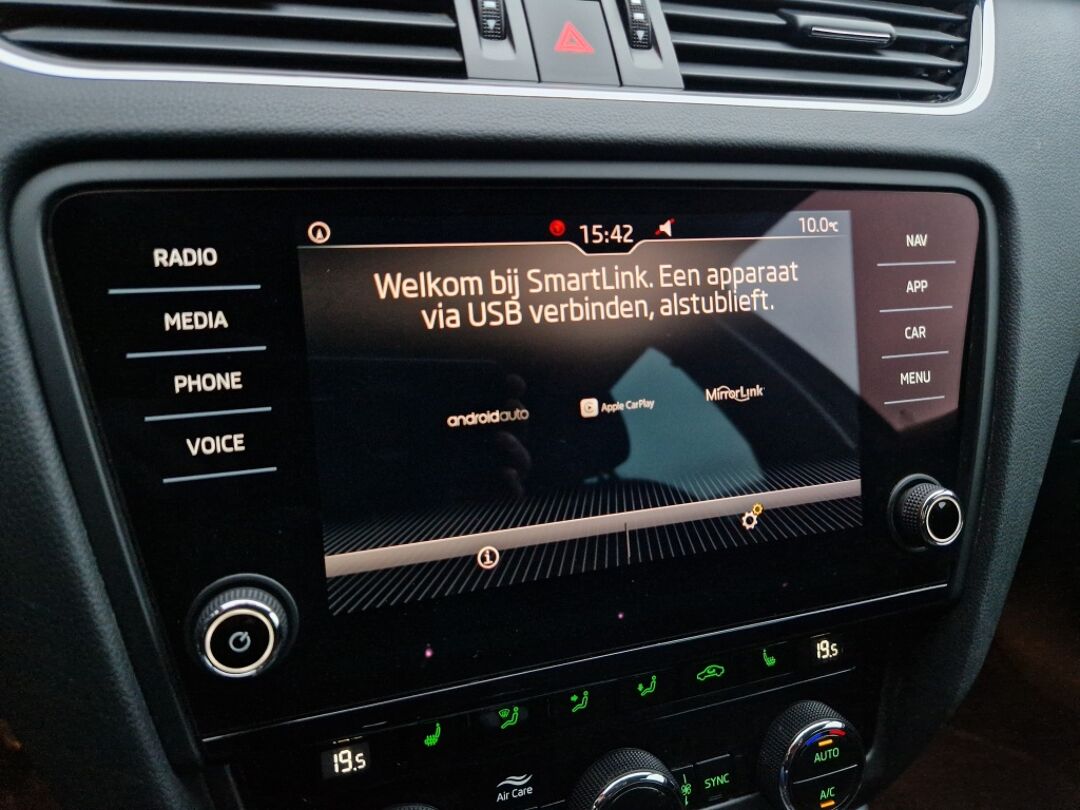 RADIO
MEDIA
PHONE
VOICE
15:42
10.0°C
Welkom bij SmartLink. Een apparaat
via USB verbinden, alstublieft.
androidauto
Apple CarPlay
MirrorLink
NAV
APP
CAR
MENU
19.5
19.5
Air Care
SYNC
AUTO
A/C